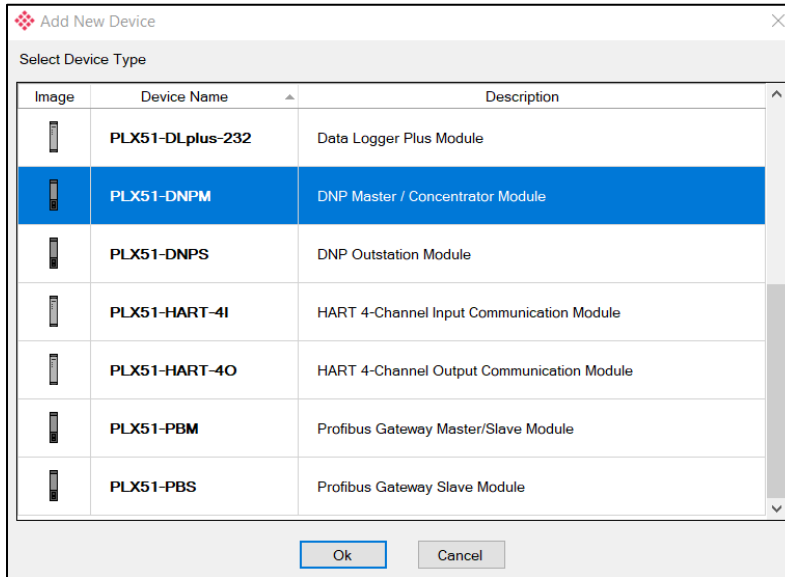 Add New Device
Select Device Type
Image Device Name Description
PLX51-DLplus-232 Data Logger Plus Module
PLX51-DNPM DNP Master / Concentrator Module
PLX51-DNPS DNP Outstation Module
PLX51-HART-4I HART 4-Channel Input Communication Module
PLX51-HART-4O HART 4-Channel Output Communication Module
PLX51-PBM Profibus Gateway Master/Slave Module
PLX51-PBS Profibus Gateway Slave Module
Ok Cancel